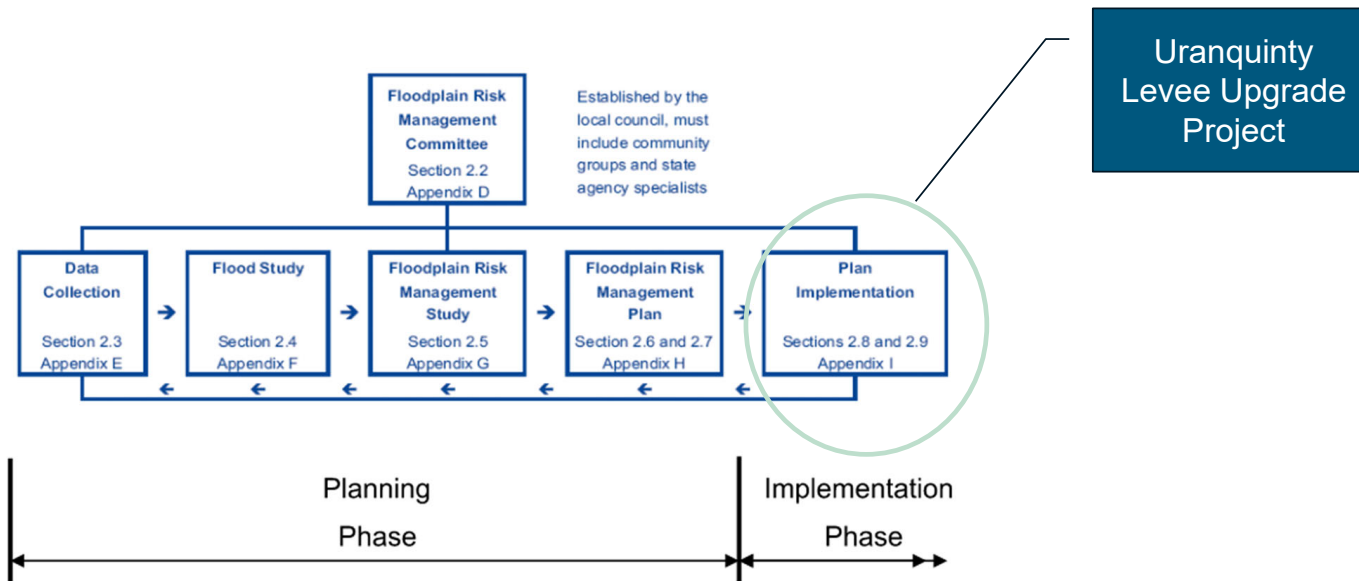 Uranquinty
Levee Upgrade
Project
Floodplain Risk
Management
Committee
Section 2.2
Appendix D
Established by the
local council, must
include community
groups and state
agency specialists
Data
Collection
Section 2.3
Appendix E
Flood Study
Section 2.4
Appendix F
Floodplain Risk
Management
Study
Section 2.5
Appendix G
Floodplain Risk
Management
Plan
Section 2.6 and 2.7
Appendix H
Plan
Implementation
Sections 2.8 and 2.9
Appendix I
Planning
Phase
Implementation
Phase